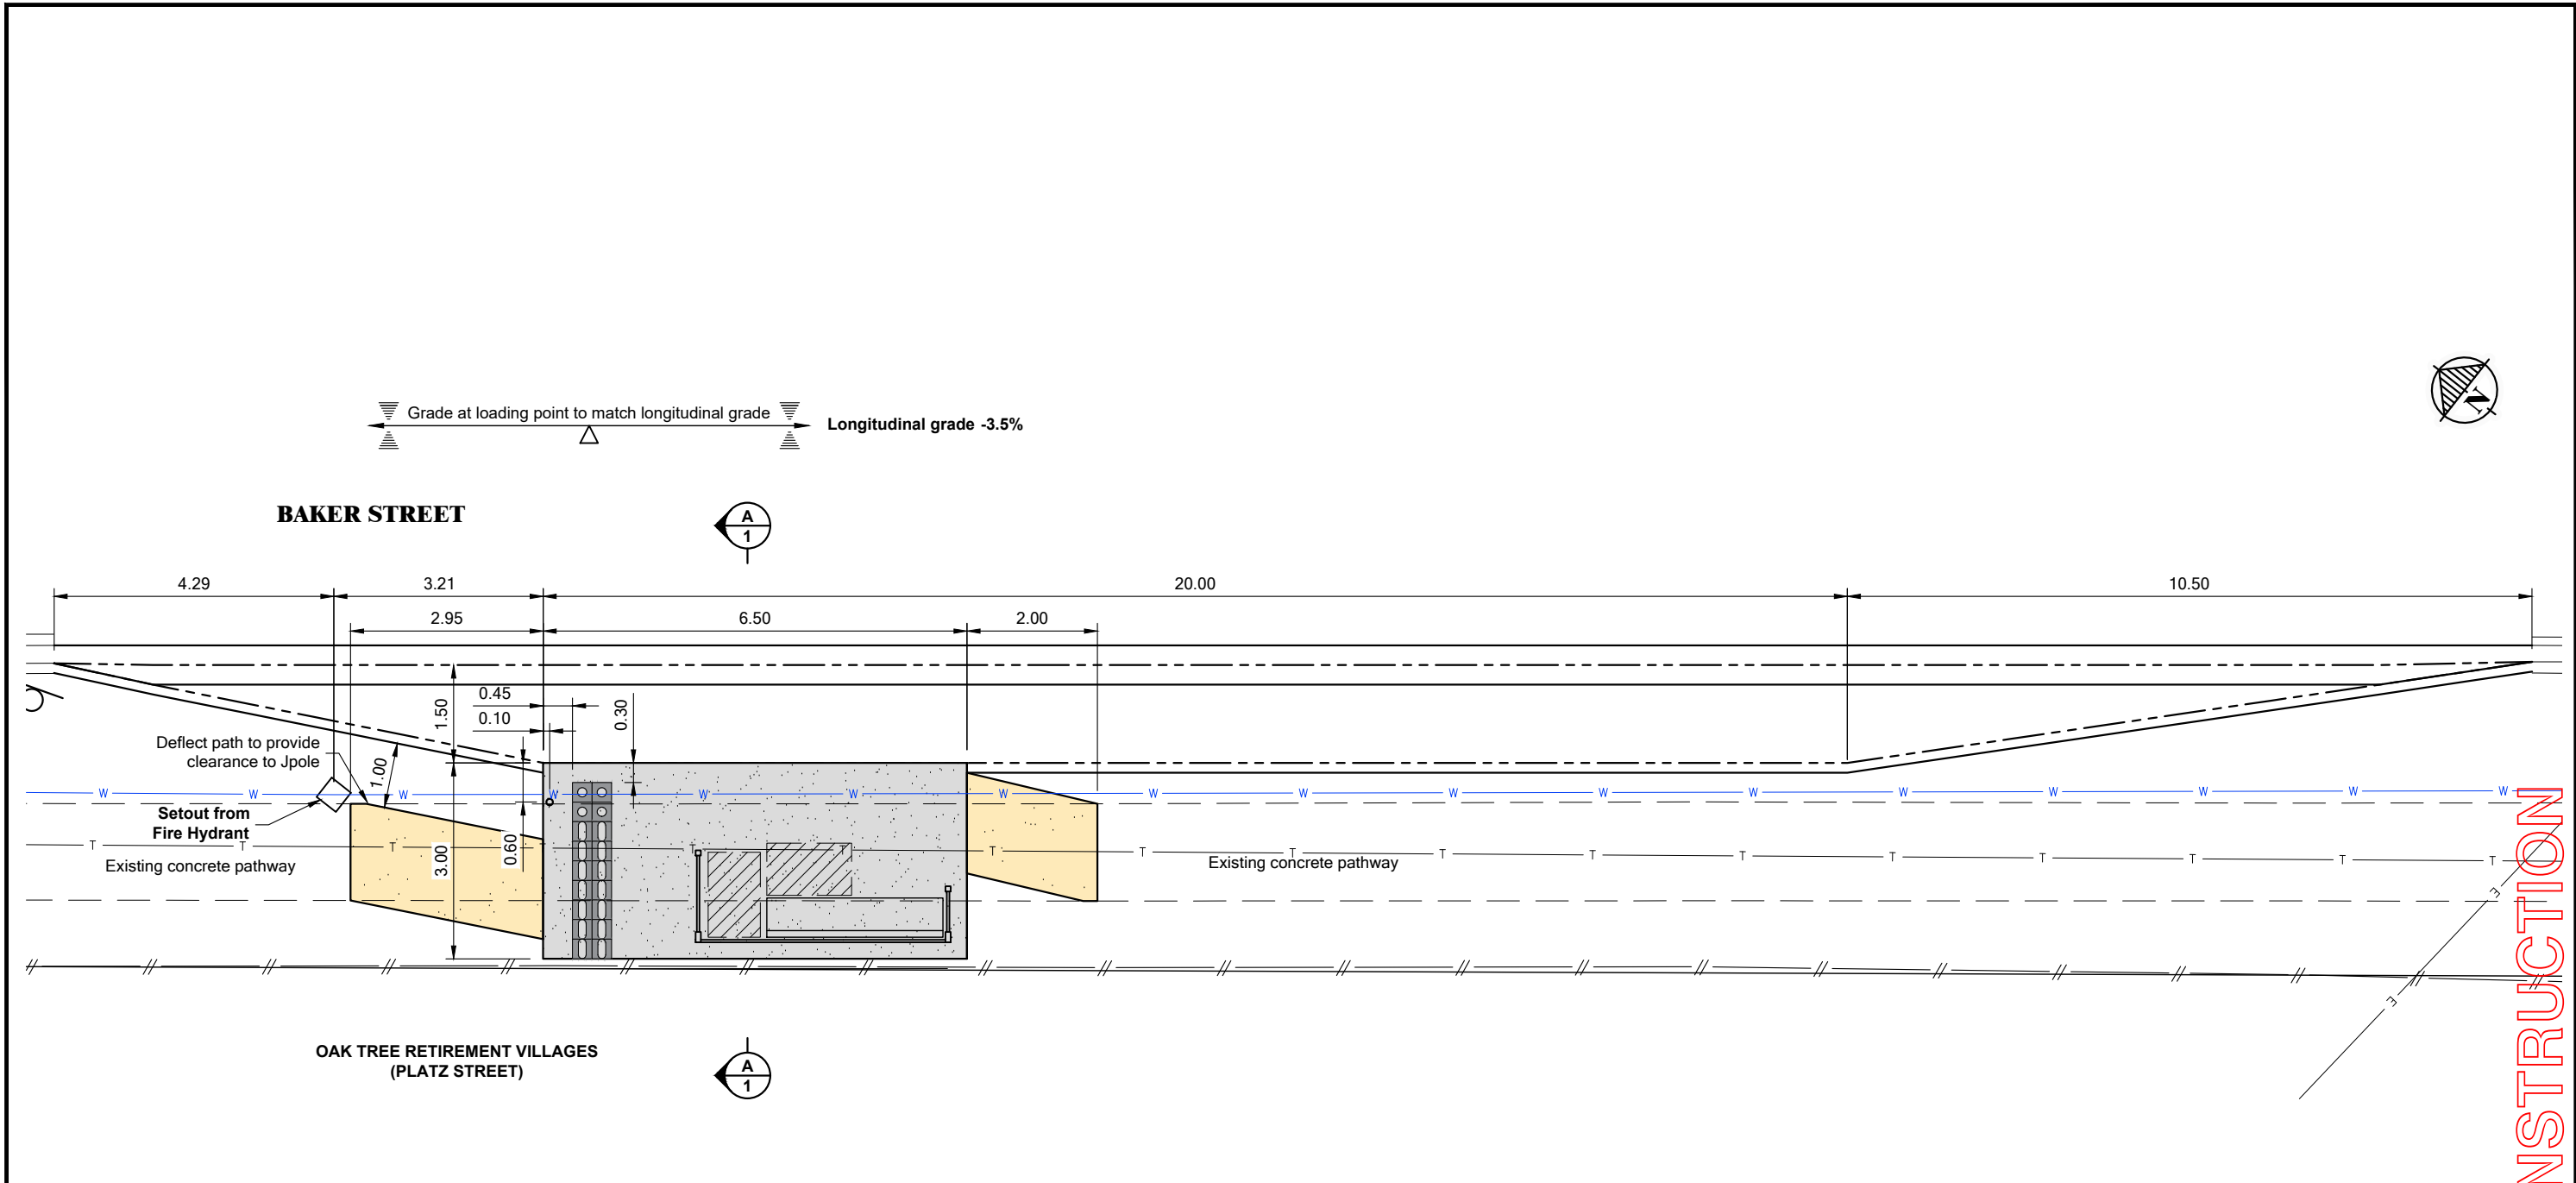 Grade at loading point to match longitudinal grade
Longitudinal grade -3.5%
N
BAKER STREET
A
1
4.29
3.21
20.00
10.50
2.95
6.50
2.00
0.45
0.10
1.50
0.30
Deflect path to provide
clearance to Jpole
1.00
W W W W W W W W W W W W W W W W W
Setout from
Fire Hydrant
0.60
3.00
T T T T T T T T T T T T T T T T T
Existing concrete pathway
Existing concrete pathway
E
E
NSTRUCTION
OAK TREE RETIREMENT VILLAGES
(PLATZ STREET)
A
1